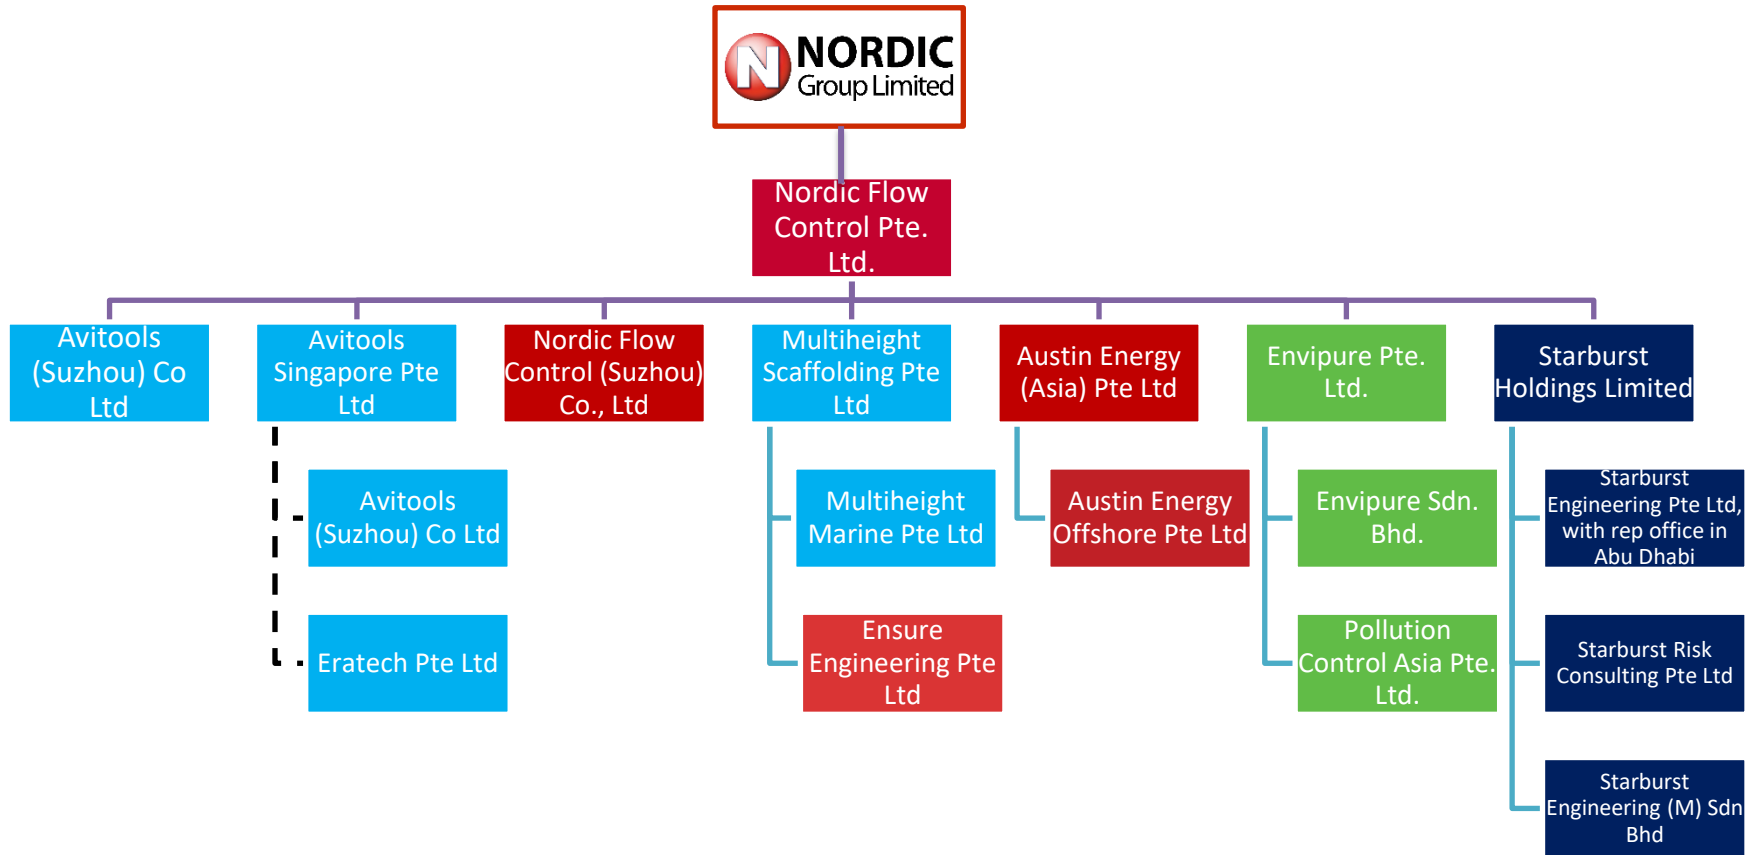 N
NORDIC
Group Limited
Nordic Flow
Control Pte.
Ltd.
Avitools
(Suzhou) Co
Ltd
Avitools
Singapore Pte
Ltd
Nordic Flow
Control (Suzhou)
Co., Ltd
Multiheight
Scaffolding Pte
Ltd
Austin Energy
(Asia) Pte Ltd
Envipure Pte.
Ltd.
Starburst
Holdings Limited
Avitools
(Suzhou) Co Ltd
Multiheight
Marine Pte Ltd
Austin Energy
Offshore Pte Ltd
Envipure Sdn.
Bhd.
Starburst
Engineering Pte Ltd,
with rep office in
Abu Dhabi
Eratech Pte Ltd
Ensure
Engineering Pte
Ltd
Pollution
Control Asia Pte.
Ltd.
Starburst Risk
Consulting Pte Ltd
Starburst
Engineering (M) Sdn
Bhd